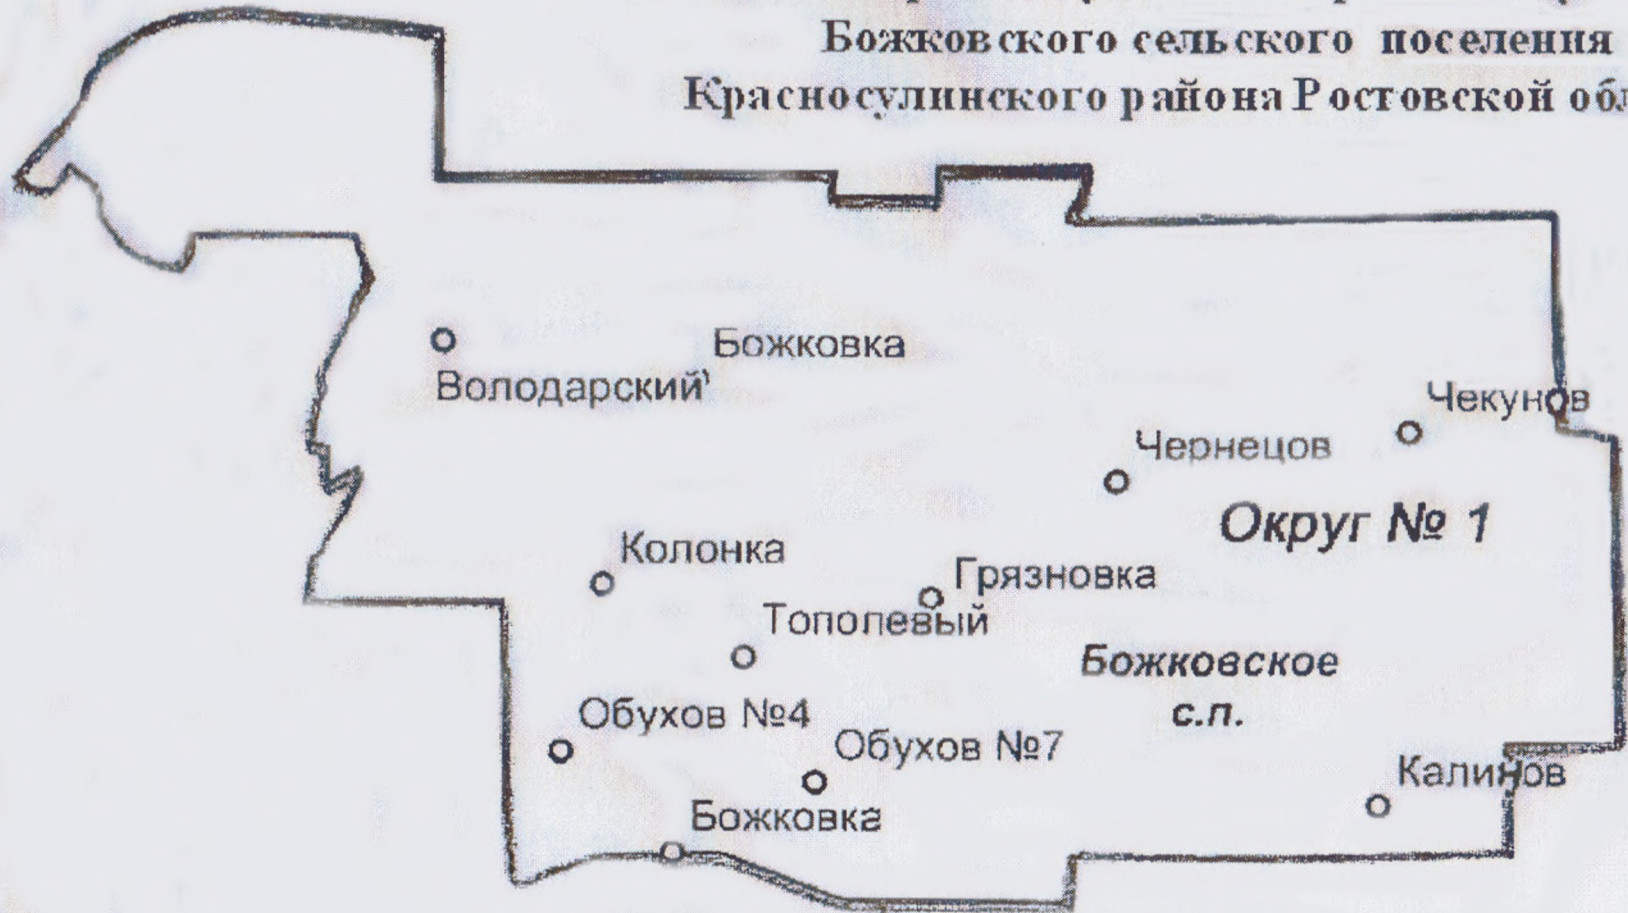 Божковского сельского поселения
Красносулинского района Ростовской обл
Божковка
Володарский
Чекунов
Чернецов
Округ № 1
Колонка
Грязновка
Тополевый
Божковское
с.п.
Обухов №4
Обухов №7
Калинов
Божковка